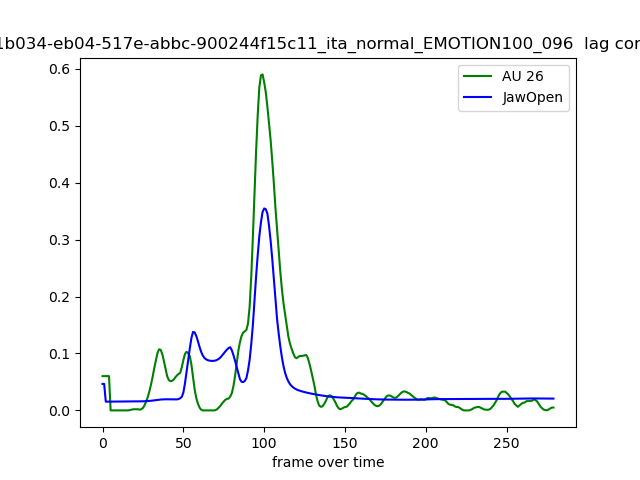 1b034-eb04-517e-abbc-900244f15c11_ita_normal_EMOTION100_096 lag cor
AU 26
JawOpen
0.6
0.5
0.4
0.3
0.2
0.1
0.0
0 50 100 150 200 250
frame over time